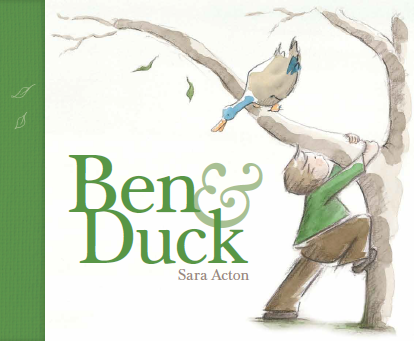 Ben &
Duck
Sara Acton